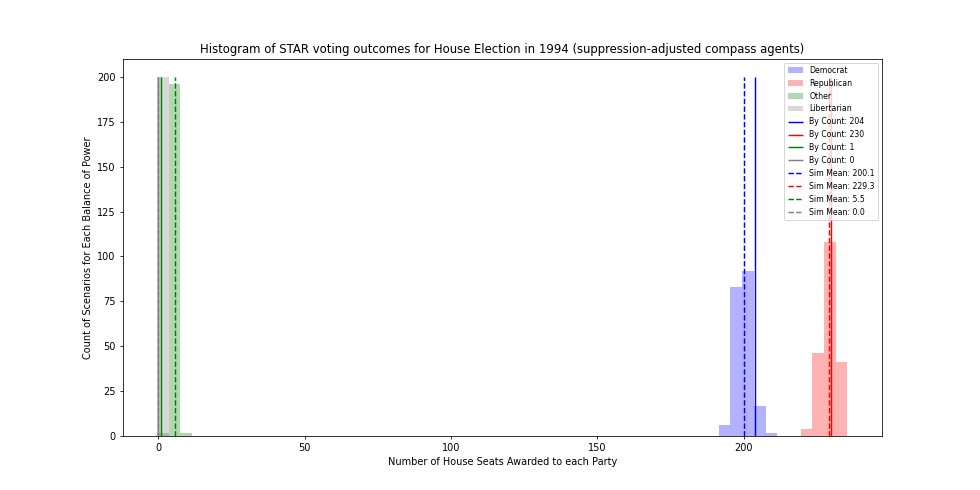 Histogram of STAR voting outcomes for House Election in 1994 (suppression-adjusted compass agents)
Count of Scenarios for Each Balance of Power
200
175
150
125
100
75
50
25
0
Democrat
Republican
Other
Libertarian
By Count: 204
By Count: 230
By Count: 1
By Count: 0
Sim Mean: 200.1
Sim Mean: 229.3
Sim Mean: 5.5
Sim Mean: 0.0
0 50 100 150 200
Number of House Seats Awarded to each Party